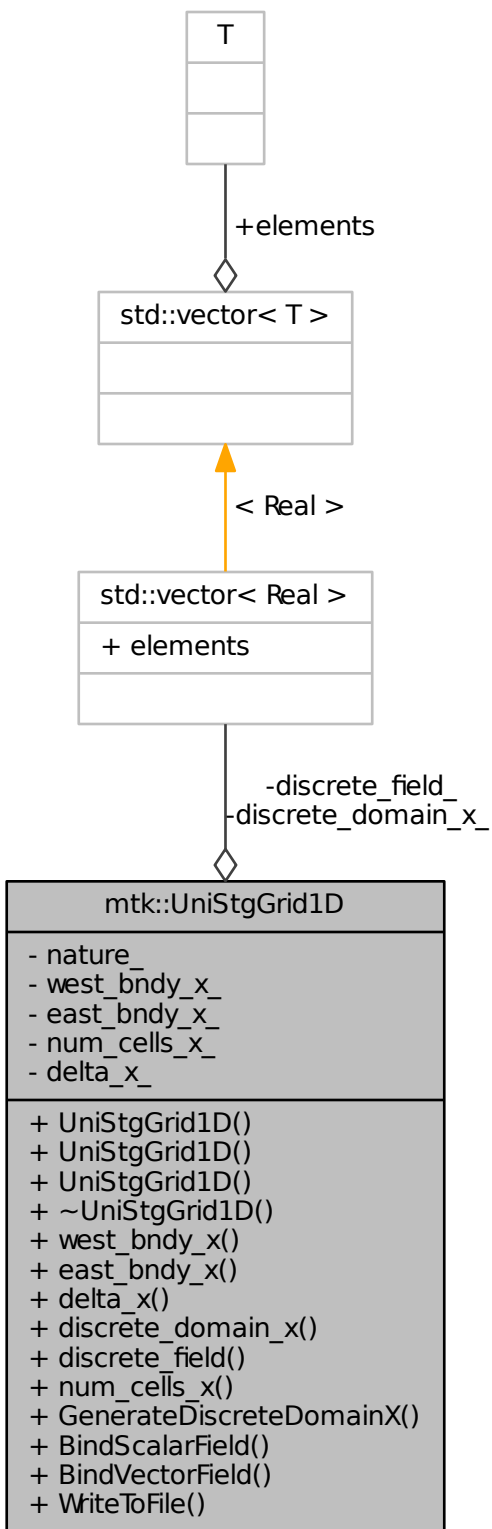 T
+elements
std::vector< T >
< Real >
std::vector< Real >
+ elements
-discrete_field_
-discrete_domain_x_
mtk::UniStgGrid1D
- nature_
- west_bndy_x_
- east_bndy_x_
- num_cells_x_
- delta_x_
+ UniStgGrid1D()
+ UniStgGrid1D()
+ UniStgGrid1D()
+ ~UniStgGrid1D()
+ west_bndy_x()
+ east_bndy_x()
+ delta_x()
+ discrete_domain_x()
+ discrete_field()
+ num_cells_x()
+ GenerateDiscreteDomainX()
+ BindScalarField()
+ BindVectorField()
+ WriteToFile()